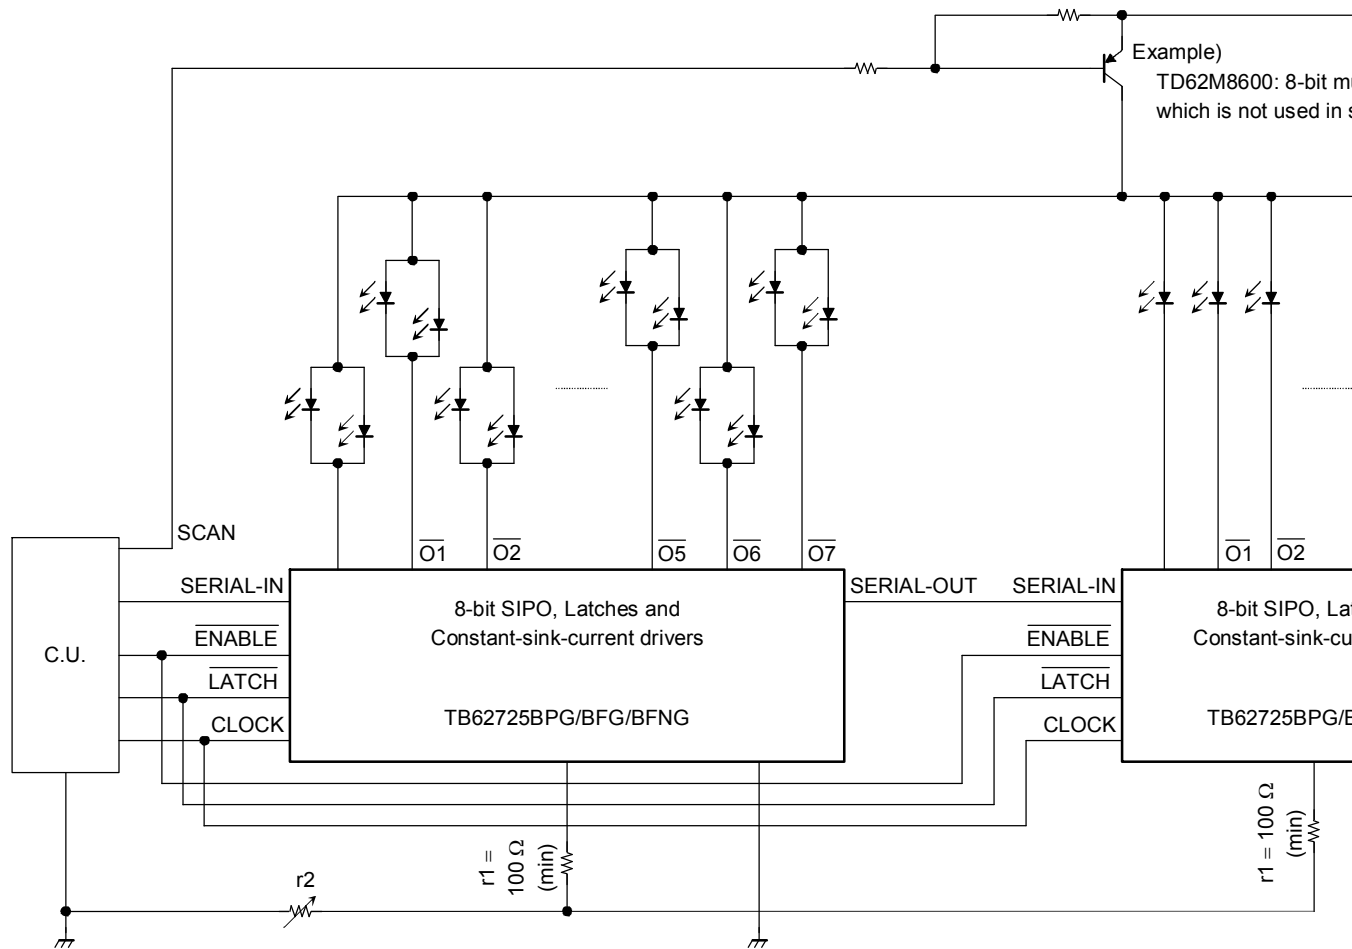 Example)
TD62M8600: 8-bit mu
which is not used in s
SCAN
O1 O2 O5 O6 O7 O1 O2
SERIAL-IN SERIAL-OUT SERIAL-IN
8-bit SIPO, Latches and
Constant-sink-current drivers
8-bit SIPO, Lat
Constant-sink-cu
C.U.
ENABLE ENABLE
LATCH LATCH
TB62725BPG/BFG/BFNG
TB62725BPG/B
CLOCK CLOCK
r1 =
100 Ω
(min)
r1 = 100 Ω
(min)
r2